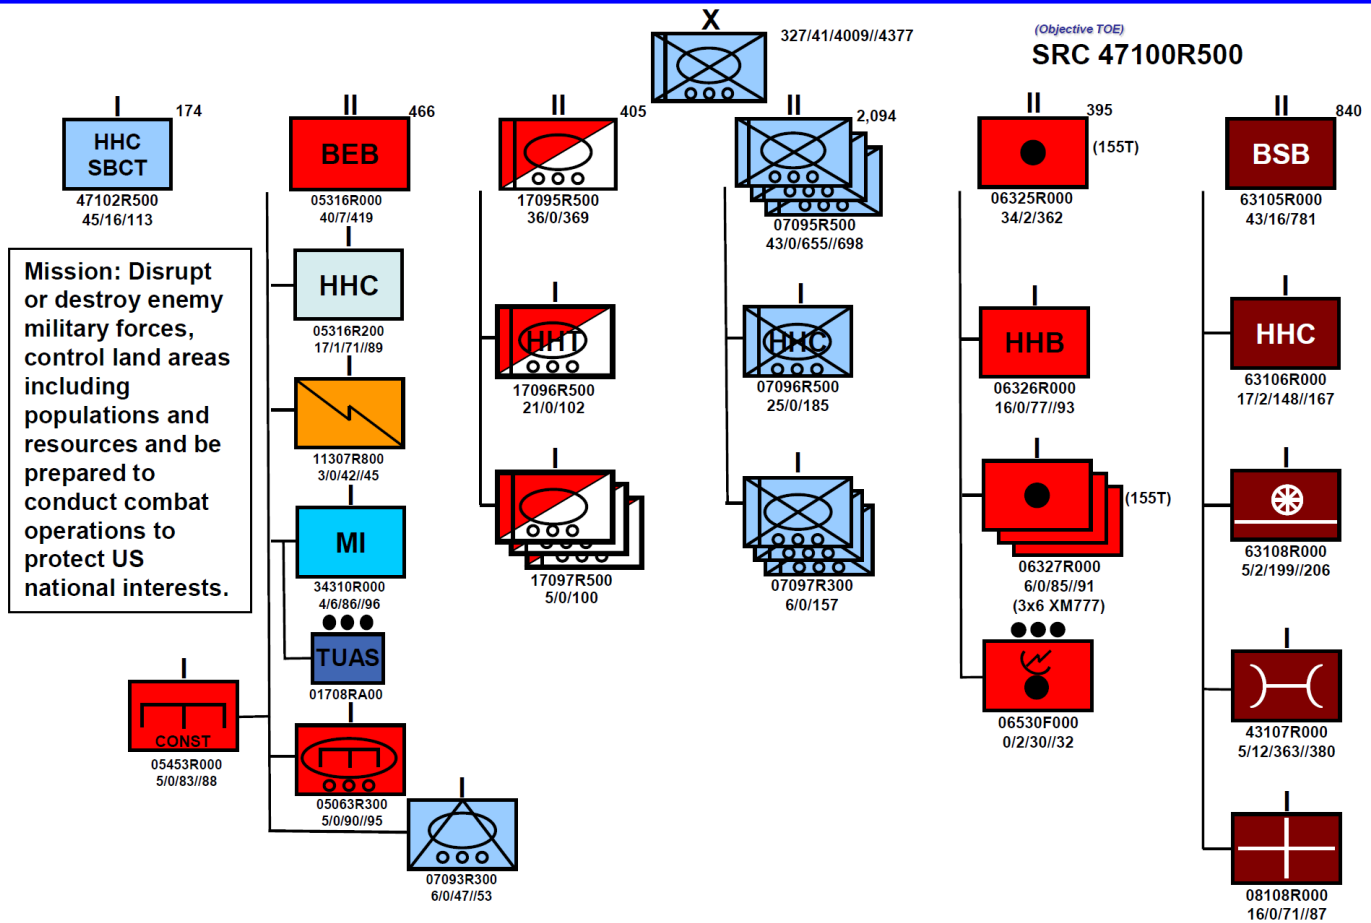 X
327/41/4009//4377
(Objective TOE)
SRC 47100R500
I
174
HHC
SBCT
47102R500
45/16/113
II
466
BEB
05316R000
40/7/419
II
405
17095R500
36/0/369
II
2,094
07095R500
43/0/655//698
II
395
(155T)
06325R000
34/2/362
II
840
BSB
63105R000
43/16/781
Mission: Disrupt
or destroy enemy
military forces,
control land areas
including
populations and
resources and be
prepared to
conduct combat
operations to
protect US
national interests.
I
HHC
05316R200
17/1/71//89
I
11307R800
3/0/42//45
I
MI
34310R000
4/6/86//96
TUAS
01708RA00
I
CONST
05453R000
5/0/83//88
I
05063R300
5/0/90//95
I
07093R300
6/0/47//53
I
HHT
17096R500
21/0/102
I
17097R500
5/0/100
I
HHC
07096R500
25/0/185
I
07097R300
6/0/157
I
HHB
06326R000
16/0/77//93
I
(155T)
06327R000
6/0/85//91
(3x6 XM777)
06530F000
0/2/30//32
I
HHC
63106R000
17/2/148//167
I
63108R000
5/2/199//206
I
43107R000
5/12/363//380
I
08108R000
16/0/71//87